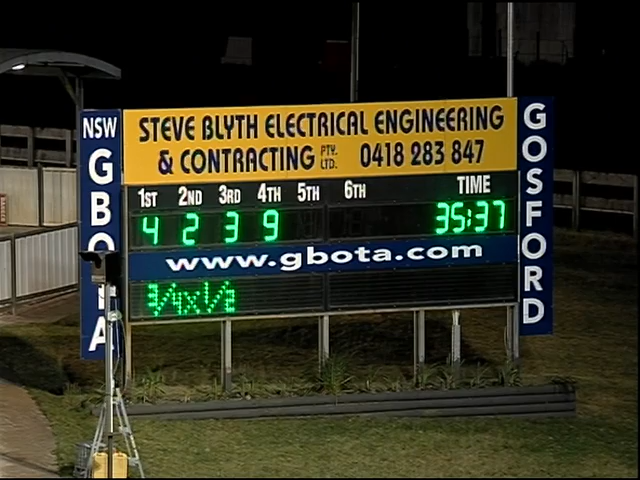 STEVE BLYTH ELECTRICAL ENGINEERING
& CONTRACTING PTY. LTD. 0418 283 847
NSW
GBOTA
1ST 2ND 3RD 4TH 5TH 6TH TIME
4 2 3 9 35:37
www.gbota.com
3/4x1/2
GOSFORD